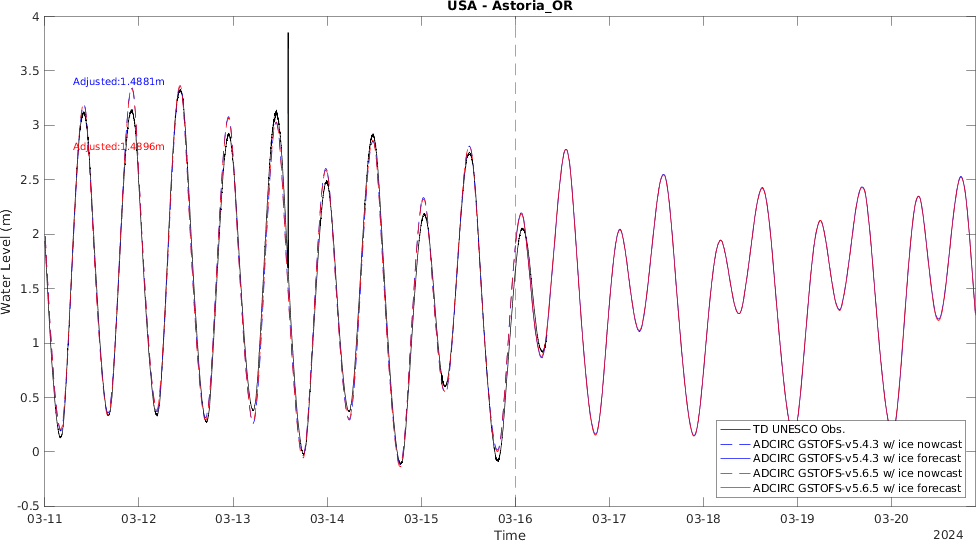 USA - Astoria_OR
4
3.5
3
2.5
2
1.5
1
0.5
0
-0.5
Water Level (m)
Adjusted:1.4881m
Adjusted:1.4896m
TD UNESCO Obs.
ADCIRC GSTOFS-v5.4.3 w/ ice nowcast
ADCIRC GSTOFS-v5.4.3 w/ ice forecast
ADCIRC GSTOFS-v5.6.5 w/ ice nowcast
ADCIRC GSTOFS-v5.6.5 w/ ice forecast
03-11 03-12 03-13 03-14 03-15 03-16 03-17 03-18 03-19 03-20
Time
2024